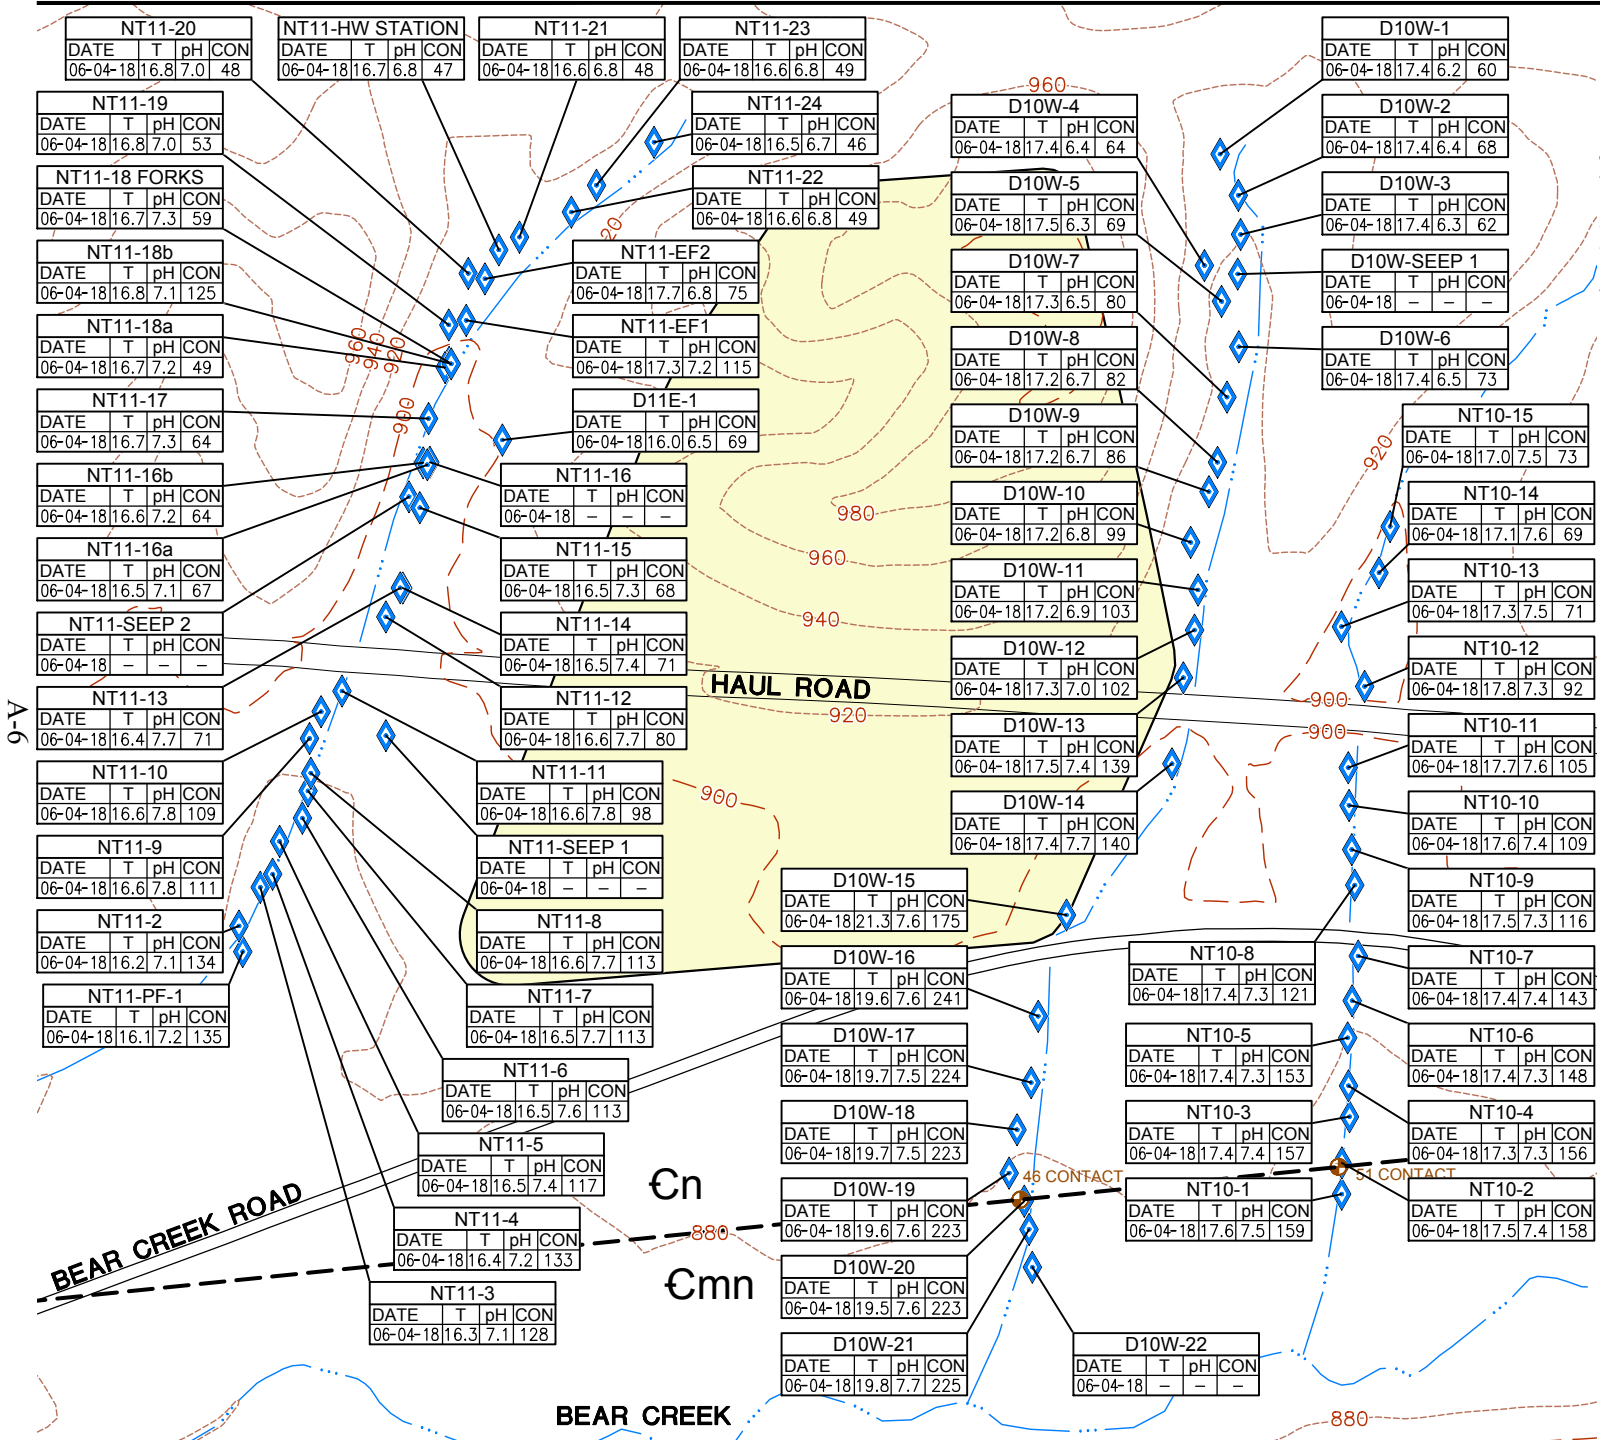 NT11-20
DATE T pH CON
06-04-18 16.8 7.0 48
NT11-HW STATION
DATE T pH CON
06-04-18 16.7 6.8 47
NT11-21
DATE T pH CON
06-04-18 16.6 6.8 48
NT11-23
DATE T pH CON
06-04-18 16.6 6.8 49
D10W-1
DATE T pH CON
06-04-18 17.4 6.2 60
NT11-19
DATE T pH CON
06-04-18 16.8 7.0 53
NT11-24
DATE T pH CON
06-04-18 16.5 6.7 46
960
D10W-4
DATE T pH CON
06-04-18 17.4 6.4 64
D10W-2
DATE T pH CON
06-04-18 17.4 6.4 68
NT11-18 FORKS
DATE T pH CON
06-04-18 16.7 7.3 59
NT11-22
DATE T pH CON
06-04-18 16.6 6.8 49
D10W-5
DATE T pH CON
06-04-18 17.5 6.3 69
D10W-3
DATE T pH CON
06-04-18 17.4 6.3 62
20
NT11-18b
DATE T pH CON
06-04-18 16.8 7.1 125
NT11-EF2
DATE T pH CON
06-04-18 17.7 6.8 75
D10W-7
DATE T pH CON
06-04-18 17.3 6.5 80
D10W-SEEP 1
DATE T pH CON
06-04-18 – – –
NT11-18a
DATE T pH CON
06-04-18 16.7 7.2 49
960
940
920
NT11-EF1
DATE T pH CON
06-04-18 17.3 7.2 115
D10W-8
DATE T pH CON
06-04-18 17.2 6.7 82
D10W-6
DATE T pH CON
06-04-18 17.4 6.5 73
NT11-17
DATE T pH CON
06-04-18 16.7 7.3 64
900
D11E-1
DATE T pH CON
06-04-18 16.0 6.5 69
D10W-9
DATE T pH CON
06-04-18 17.2 6.7 86
920
NT10-15
DATE T pH CON
06-04-18 17.0 7.5 73
NT11-16b
DATE T pH CON
06-04-18 16.6 7.2 64
NT11-16
DATE T pH CON
06-04-18 – – –
980
D10W-10
DATE T pH CON
06-04-18 17.2 6.8 99
NT10-14
DATE T pH CON
06-04-18 17.1 7.6 69
NT11-16a
DATE T pH CON
06-04-18 16.5 7.1 67
NT11-15
DATE T pH CON
06-04-18 16.5 7.3 68
960
D10W-11
DATE T pH CON
06-04-18 17.2 6.9 103
NT10-13
DATE T pH CON
06-04-18 17.3 7.5 71
NT11-SEEP 2
DATE T pH CON
06-04-18 – – –
NT11-14
DATE T pH CON
06-04-18 16.5 7.4 71
940
D10W-12
DATE T pH CON
06-04-18 17.3 7.0 102
NT10-12
DATE T pH CON
06-04-18 17.8 7.3 92
A-6
NT11-13
DATE T pH CON
06-04-18 16.4 7.7 71
NT11-12
DATE T pH CON
06-04-18 16.6 7.7 80
HAUL ROAD
920
900
900
D10W-13
DATE T pH CON
06-04-18 17.5 7.4 139
NT10-11
DATE T pH CON
06-04-18 17.7 7.6 105
NT11-10
DATE T pH CON
06-04-18 16.6 7.8 109
NT11-11
DATE T pH CON
06-04-18 16.6 7.8 98
900
D10W-14
DATE T pH CON
06-04-18 17.4 7.7 140
NT10-10
DATE T pH CON
06-04-18 17.6 7.4 109
NT11-9
DATE T pH CON
06-04-18 16.6 7.8 111
NT11-SEEP 1
DATE T pH CON
06-04-18 – – –
D10W-15
DATE T pH CON
06-04-18 21.3 7.6 175
NT10-9
DATE T pH CON
06-04-18 17.5 7.3 116
NT11-2
DATE T pH CON
06-04-18 16.2 7.1 134
NT11-8
DATE T pH CON
06-04-18 16.6 7.7 113
D10W-16
DATE T pH CON
06-04-18 19.6 7.6 241
NT10-8
DATE T pH CON
06-04-18 17.4 7.3 121
NT10-7
DATE T pH CON
06-04-18 17.4 7.4 143
NT11-PF-1
DATE T pH CON
06-04-18 16.1 7.2 135
NT11-7
DATE T pH CON
06-04-18 16.5 7.7 113
D10W-17
DATE T pH CON
06-04-18 19.7 7.5 224
NT10-5
DATE T pH CON
06-04-18 17.4 7.3 153
NT10-6
DATE T pH CON
06-04-18 17.4 7.3 148
NT11-6
DATE T pH CON
06-04-18 16.5 7.6 113
D10W-18
DATE T pH CON
06-04-18 19.7 7.5 223
NT10-3
DATE T pH CON
06-04-18 17.4 7.4 157
NT10-4
DATE T pH CON
06-04-18 17.3 7.3 156
NT11-5
DATE T pH CON
06-04-18 16.5 7.4 117
Єn
D10W-19
DATE T pH CON
06-04-18 19.6 7.6 223
46 CONTACT
51 CONTACT
NT10-1
DATE T pH CON
06-04-18 17.6 7.5 159
NT10-2
DATE T pH CON
06-04-18 17.5 7.4 158
BEAR CREEK ROAD
NT11-4
DATE T pH CON
06-04-18 16.4 7.2 133
880
Єmn
D10W-20
DATE T pH CON
06-04-18 19.5 7.6 223
NT11-3
DATE T pH CON
06-04-18 16.3 7.1 128
D10W-21
DATE T pH CON
06-04-18 19.8 7.7 225
D10W-22
DATE T pH CON
06-04-18 – – –
BEAR CREEK
880